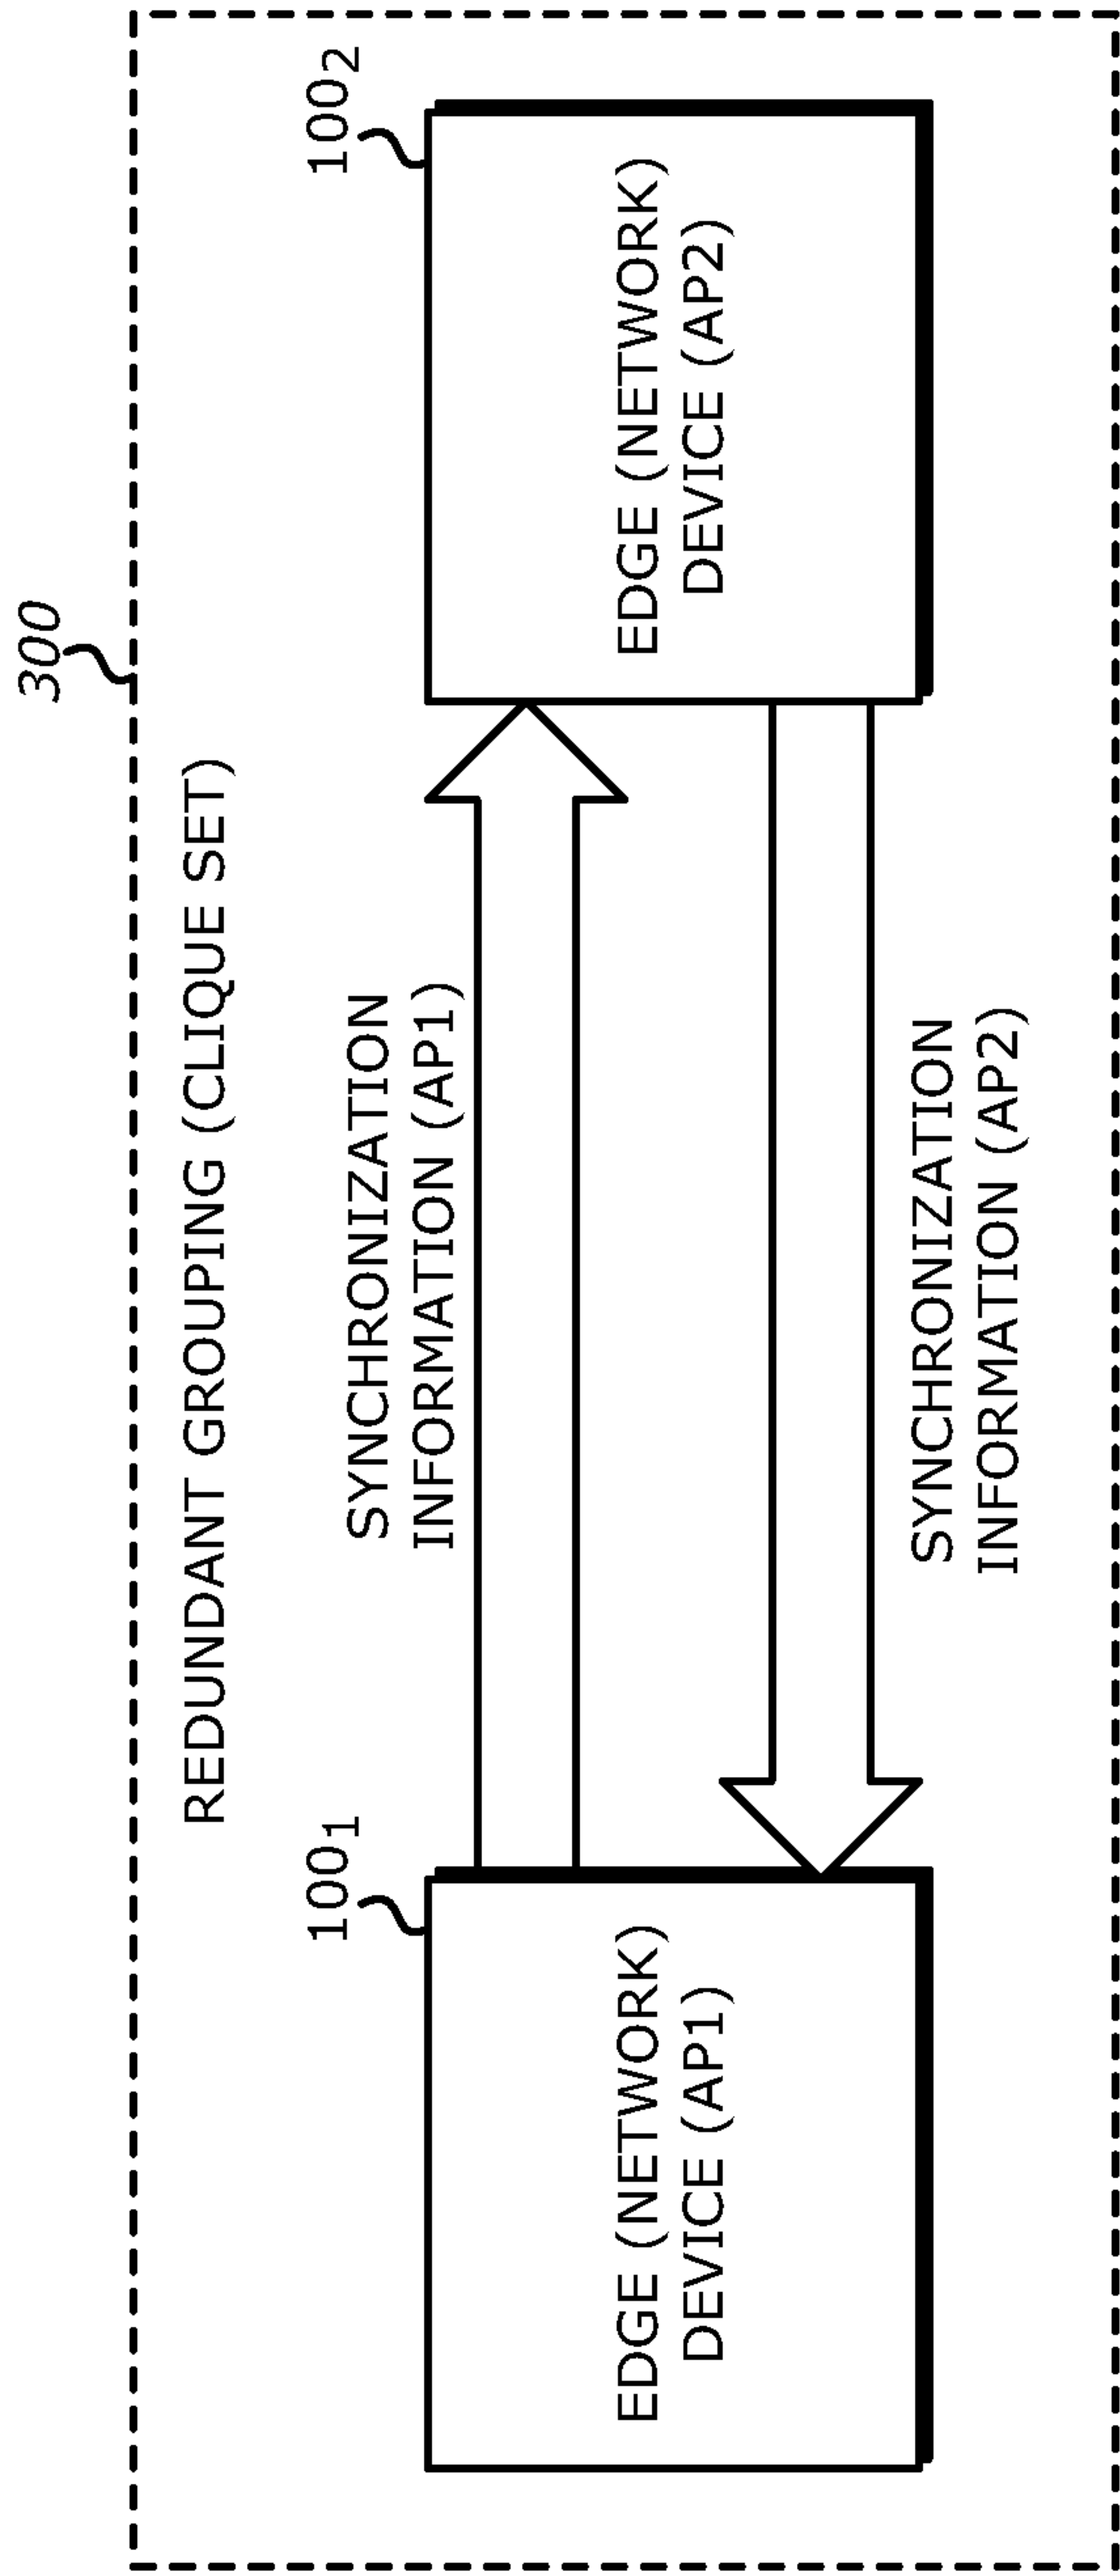 300
REDUNDANT GROUPING (CLIQUE SET)
100₁
EDGE (NETWORK)
DEVICE (AP1)
SYNCHRONIZATION
INFORMATION (AP1)
SYNCHRONIZATION
INFORMATION (AP2)
100₂
EDGE (NETWORK)
DEVICE (AP2)